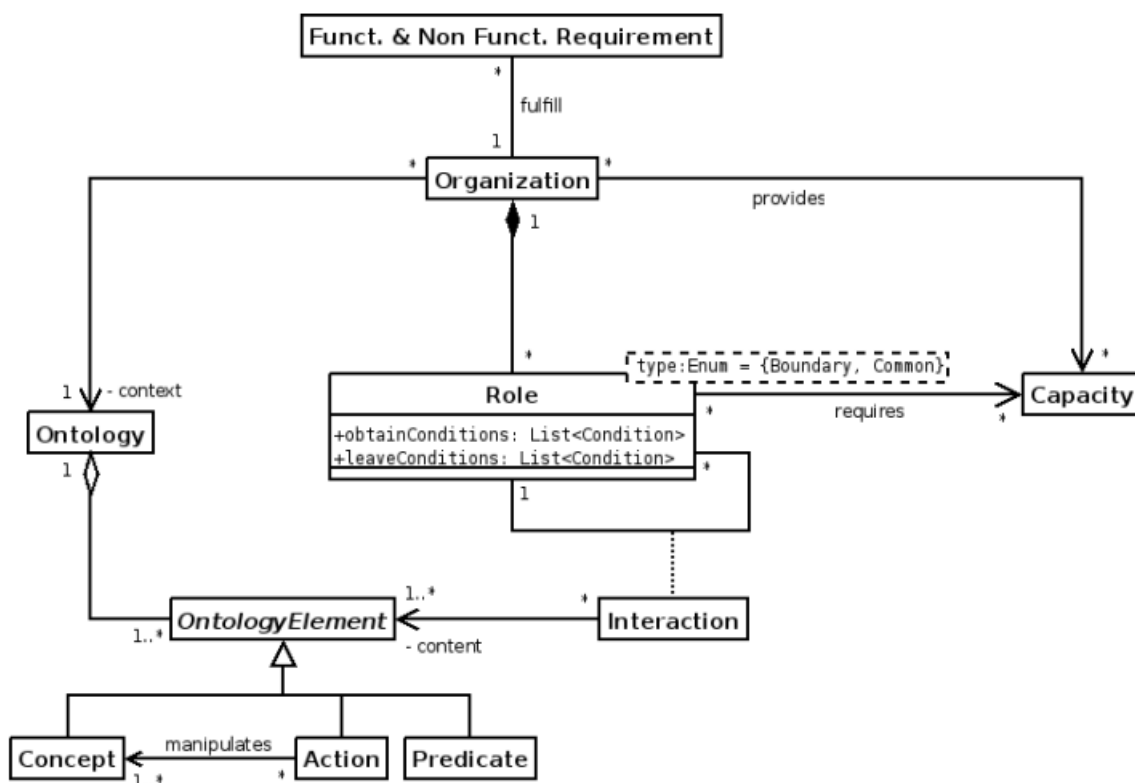 Funct. & Non Funct. Requirement
*
fulfill
1
* Organization *
provides
1
*
type:Enum = {Boundary, Common}
*
1 - context
Role
Capacity
*
requires
*
Ontology
+obtainConditions: List<Condition>
+leaveConditions: List<Condition>
*
1
1
1..*
*
OntologyElement
Interaction
1..*
- content
manipulates
Concept
Action
Predicate
1..*
*